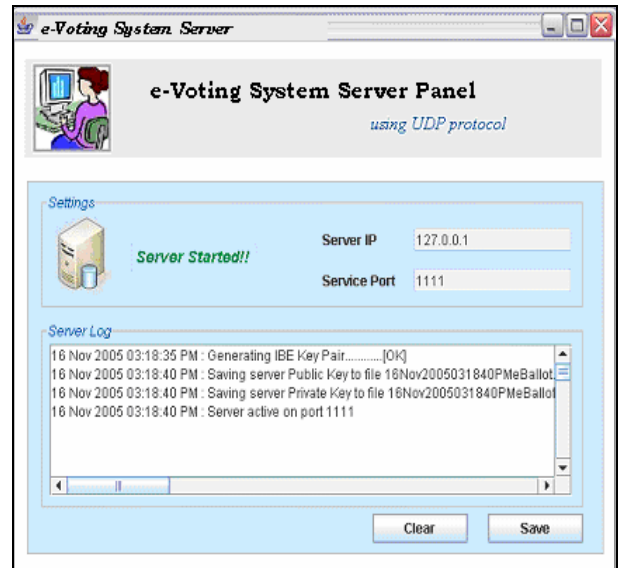 e-Voting System Server
e-Voting System Server Panel
using UDP protocol
Settings
Server Started!!
Server IP 127.0.0.1
Service Port 1111
Server Log
16 Nov 2005 03:18:35 PM : Generating IBE Key Pair............[OK]
16 Nov 2005 03:18:40 PM : Saving server Public Key to file 16Nov2005031840PMeBallot.
16 Nov 2005 03:18:40 PM : Saving server Private Key to file 16Nov2005031840PMeBallot
16 Nov 2005 03:18:40 PM : Server active on port 1111
Clear Save